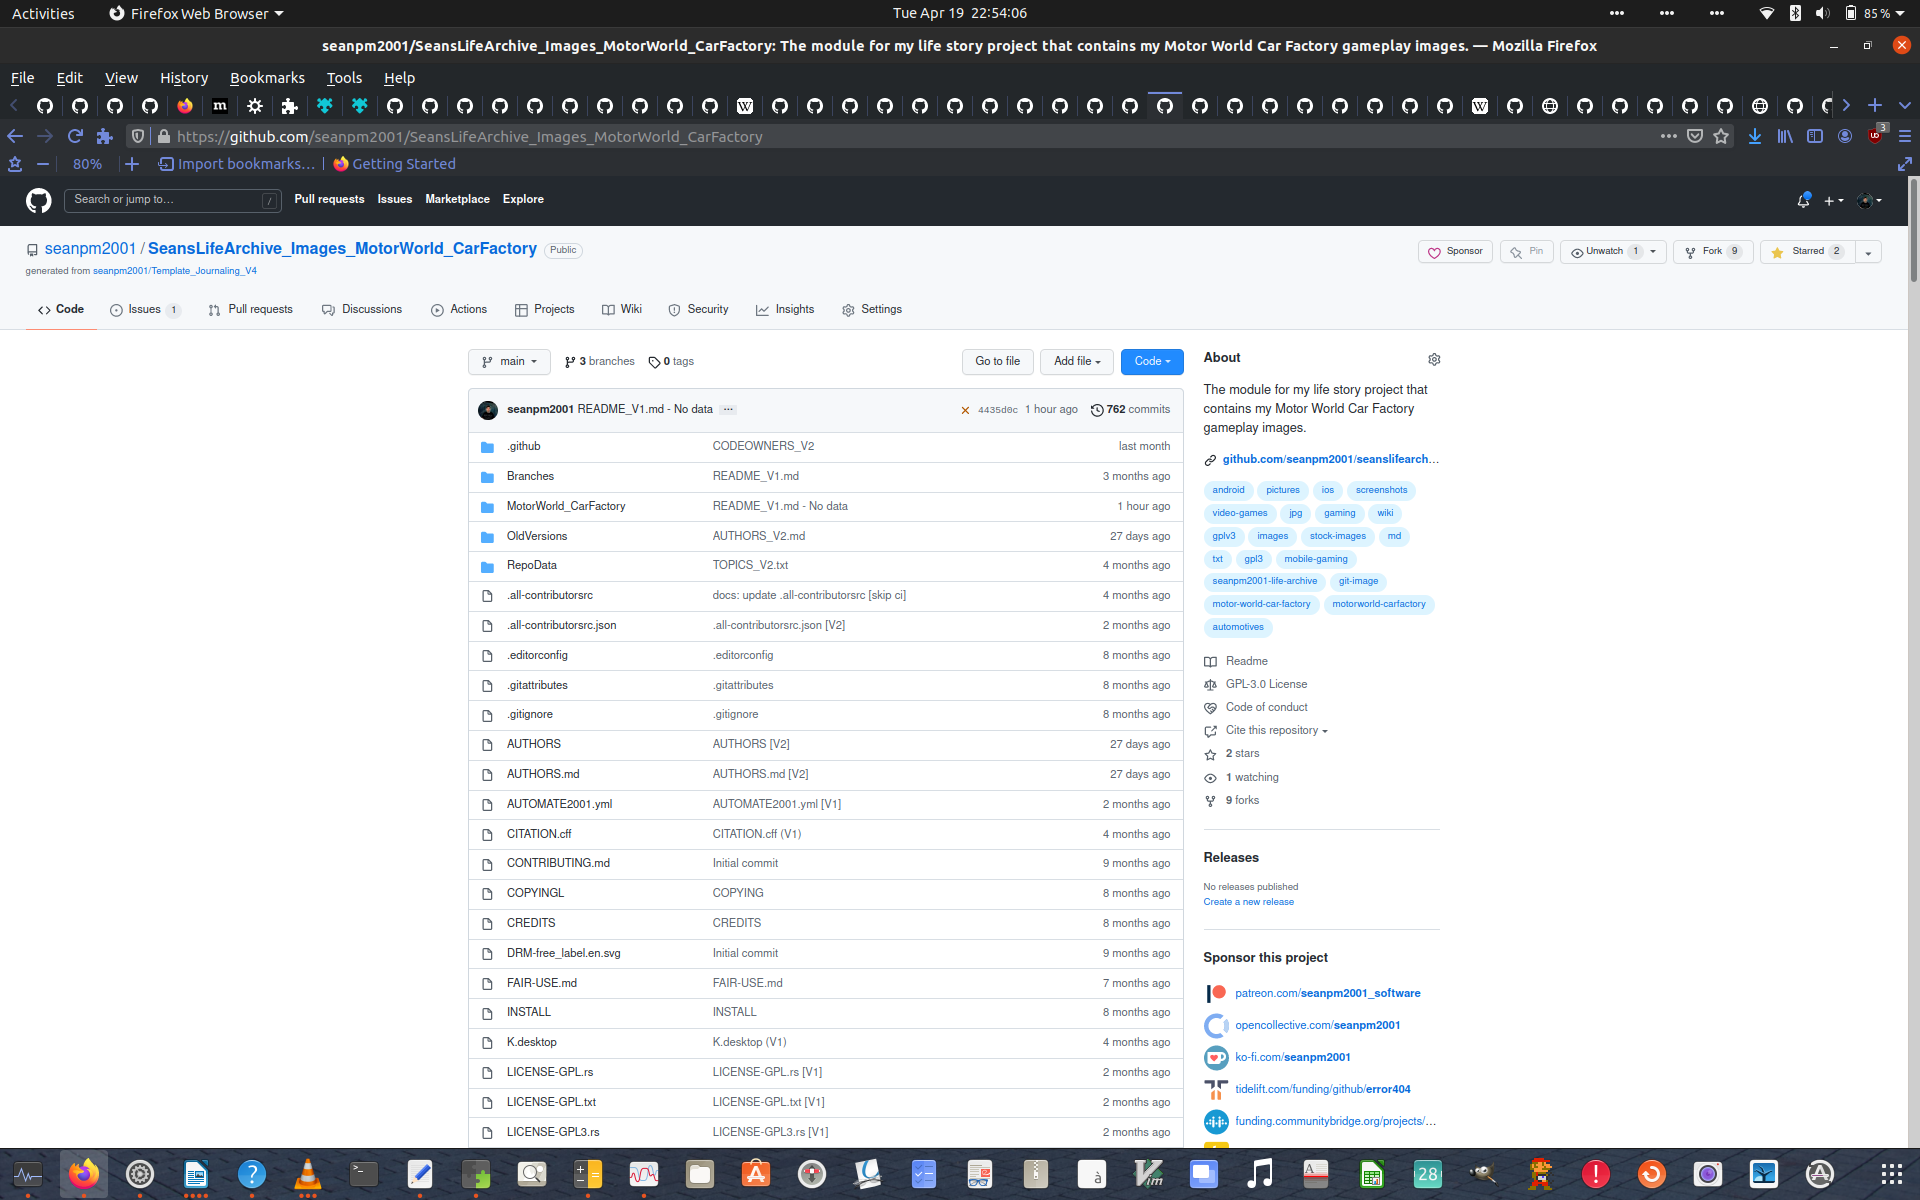 Activities
Firefox Web Browser
Tue Apr 19 22:54:06
85%
seanpm2001/SeansLifeArchive_Images_MotorWorld_CarFactory: The module for my life story project that contains my Motor World Car Factory gameplay images. — Mozilla Firefox
File Edit View History Bookmarks Tools Help
https://github.com/seanpm2001/SeansLifeArchive_Images_MotorWorld_CarFactory
3
80%
Import bookmarks…
Getting Started
Search or jump to…
/
Pull requests Issues Marketplace Explore
seanpm2001 / SeansLifeArchive_Images_MotorWorld_CarFactory Public
generated from seanpm2001/Template_Journaling_V4
Sponsor
Pin
Unwatch 1
Fork 9
Starred 2
Code
Issues 1
Pull requests
Discussions
Actions
Projects
Wiki
Security
Insights
Settings
main
3 branches
0 tags
Go to file
Add file
Code
seanpm2001 README_V1.md - No data ...
4435d0c 1 hour ago
762 commits
.github CODEOWNERS_V2 last month
Branches README_V1.md 3 months ago
MotorWorld_CarFactory README_V1.md - No data 1 hour ago
OldVersions AUTHORS_V2.md 27 days ago
RepoData TOPICS_V2.txt 4 months ago
.all-contributorsrc docs: update .all-contributorsrc [skip ci] 4 months ago
.all-contributorsrc.json .all-contributorsrc.json [V2] 2 months ago
.editorconfig .editorconfig 8 months ago
.gitattributes .gitattributes 8 months ago
.gitignore .gitignore 8 months ago
AUTHORS AUTHORS [V2] 27 days ago
AUTHORS.md AUTHORS.md [V2] 27 days ago
AUTOMATE2001.yml AUTOMATE2001.yml [V1] 2 months ago
CITATION.cff CITATION.cff (V1) 4 months ago
CONTRIBUTING.md Initial commit 9 months ago
COPYINGL COPYING 8 months ago
CREDITS CREDITS 8 months ago
DRM-free_label.en.svg Initial commit 9 months ago
FAIR-USE.md FAIR-USE.md 7 months ago
INSTALL INSTALL 8 months ago
K.desktop K.desktop (V1) 4 months ago
LICENSE-GPL.rs LICENSE-GPL.rs [V1] 2 months ago
LICENSE-GPL.txt LICENSE-GPL.txt [V1] 2 months ago
LICENSE-GPL3.rs LICENSE-GPL3.rs [V1] 2 months ago
About
The module for my life story project that
contains my Motor World Car Factory
gameplay images.
github.com/seanpm2001/seanslifearch…
android pictures ios screenshots
video-games jpg gaming wiki
gplv3 images stock-images md
txt gpl3 mobile-gaming
seanpm2001-life-archive git-image
motor-world-car-factory motorworld-carfactory
automotives
Readme
GPL-3.0 License
Code of conduct
Cite this repository
2 stars
1 watching
9 forks
Releases
No releases published
Create a new release
Sponsor this project
patreon.com/seanpm2001_software
opencollective.com/seanpm2001
ko-fi.com/seanpm2001
tidelift.com/funding/github/error404
funding.communitybridge.org/projects/…
28